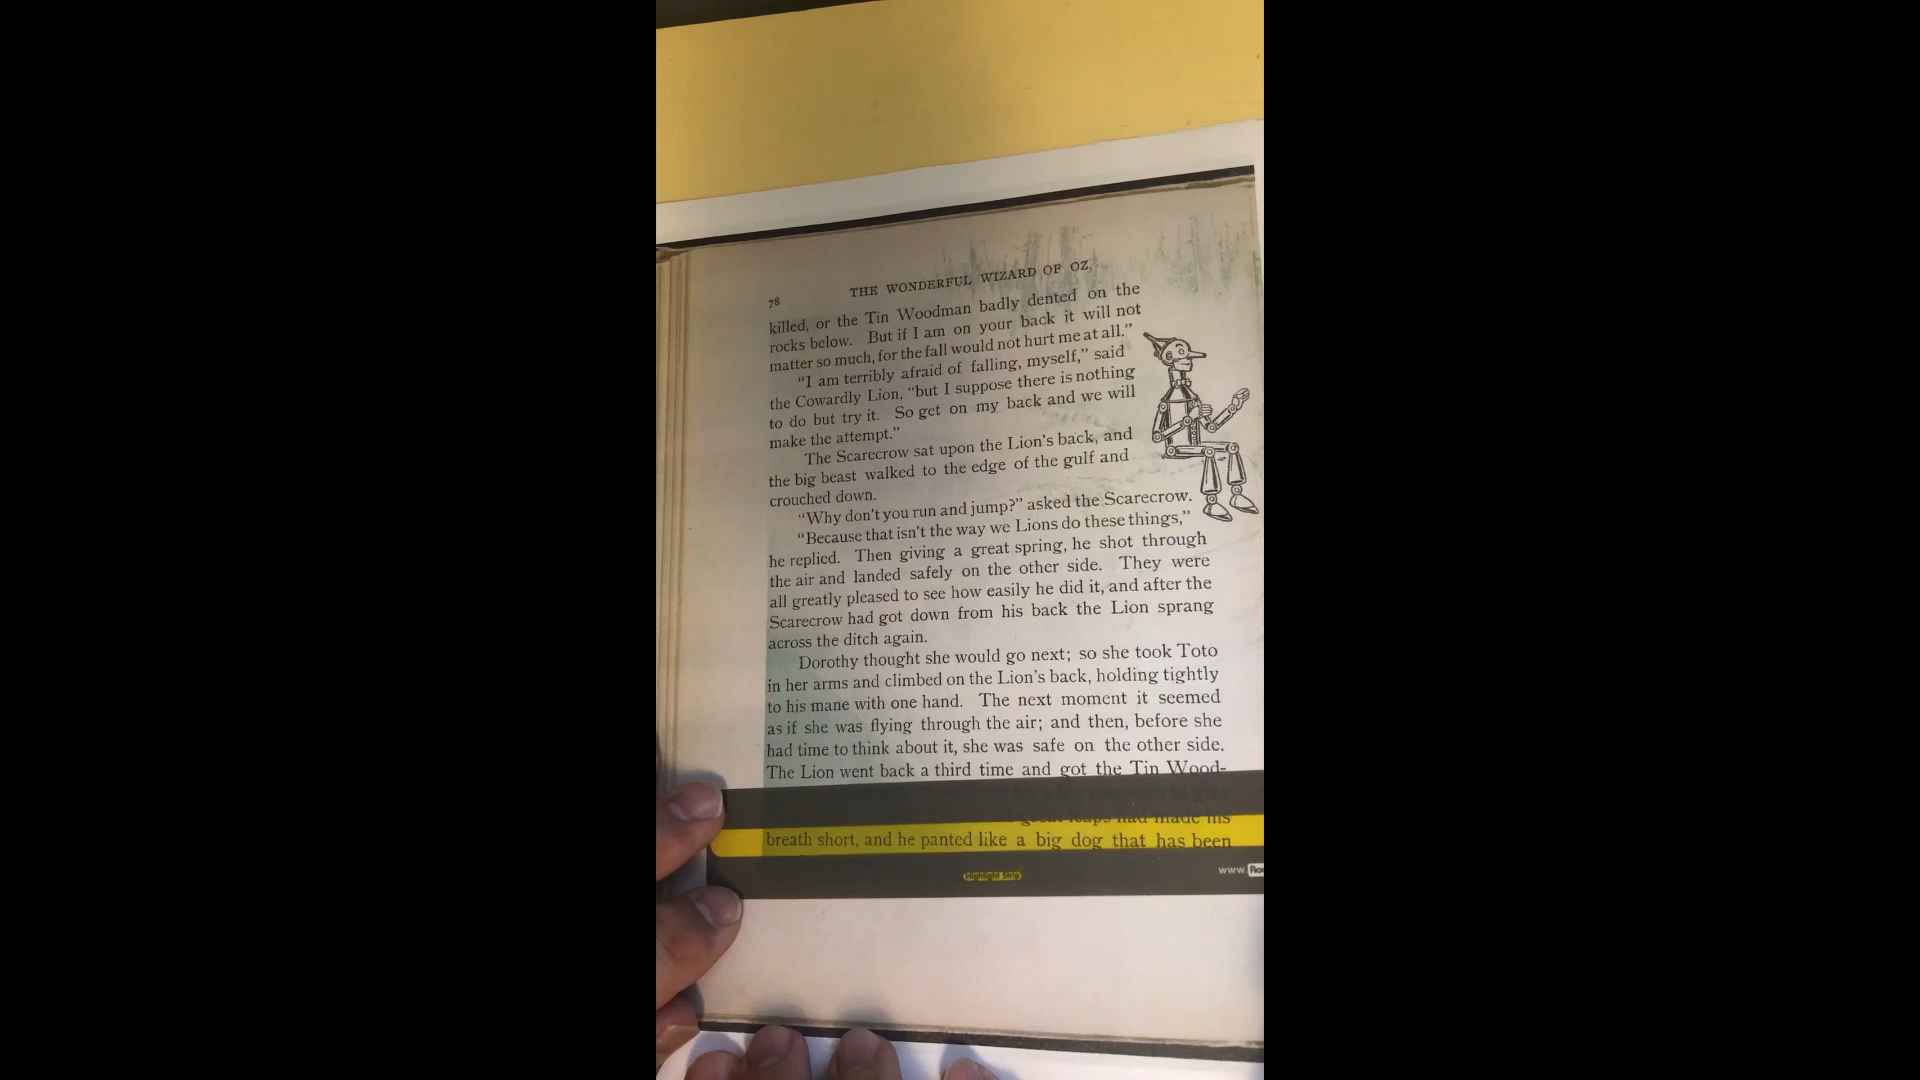 78
THE WONDERFUL WIZARD OF OZ.
killed, or the Tin Woodman badly dented on the
rocks below. But if I am on your back it will not
matter so much, for the fall would not hurt me at all.”
“I am terribly afraid of falling, myself,” said
the Cowardly Lion, “but I suppose there is nothing
to do but try it. So get on my back and we will
make the attempt.”
The Scarecrow sat upon the Lion’s back, and
the big beast walked to the edge of the gulf and
crouched down.
“Why don’t you run and jump?” asked the Scarecrow.
“Because that isn’t the way we Lions do these things,”
he replied. Then giving a great spring, he shot through
the air and landed safely on the other side. They were
all greatly pleased to see how easily he did it, and after the
Scarecrow had got down from his back the Lion sprang
across the ditch again.
Dorothy thought she would go next; so she took Toto
in her arms and climbed on the Lion’s back, holding tightly
to his mane with one hand. The next moment it seemed
as if she was flying through the air; and then, before she
had time to think about it, she was safe on the other side.
The Lion went back a third time and got the Tin Wood-
great leaps had made his
breath short, and he panted like a big dog that has been
Highlight Strip
www.